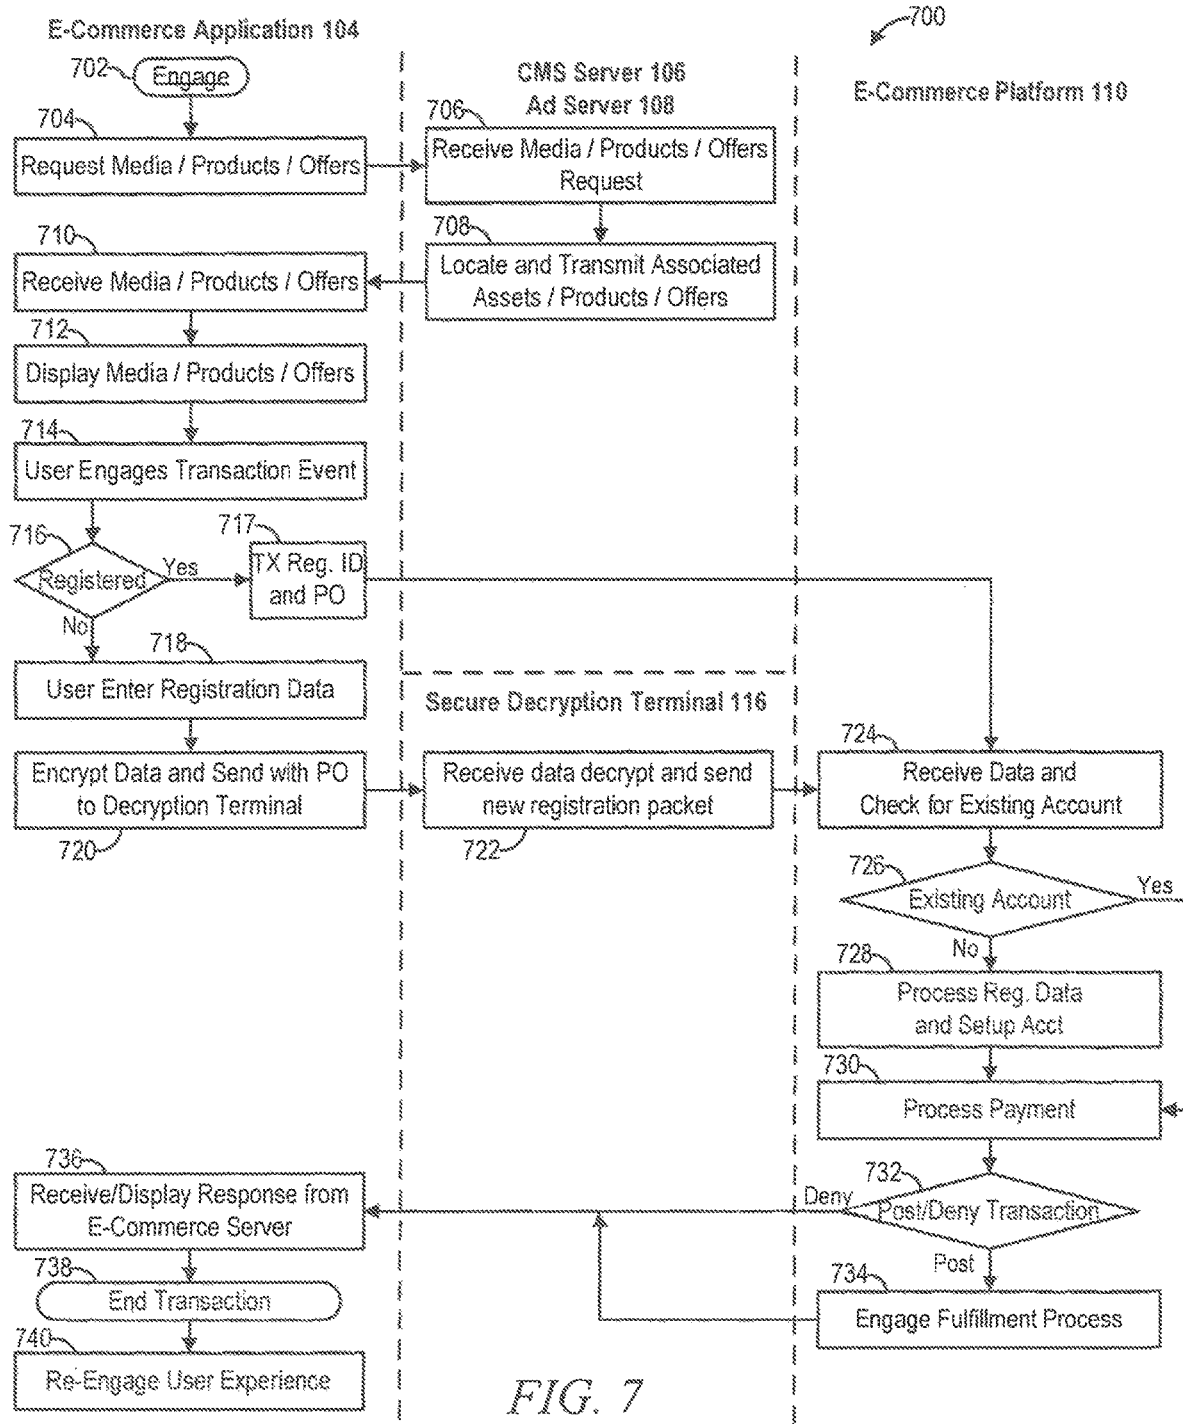 700
E-Commerce Application 104
CMS Server 106
Ad Server 108
E-Commerce Platform 110
702
Engage
704
Request Media / Products / Offers
706
Receive Media / Products / Offers
Request
708
Locate and Transmit Associated
Assets / Products / Offers
710
Receive Media / Products / Offers
712
Display Media / Products / Offers
714
User Engages Transaction Event
716
Registered
Yes
No
717
TX Reg. ID
and PO
718
User Enter Registration Data
Encrypt Data and Send with PO
to Decryption Terminal
720
Secure Decryption Terminal 116
Receive data decrypt and send
new registration packet
722
724
Receive Data and
Check for Existing Account
726
Existing Account
Yes
No
728
Process Reg. Data
and Setup Acct
730
Process Payment
732
Post/Deny Transaction
Deny
Post
734
Engage Fulfillment Process
736
Receive/Display Response from
E-Commerce Server
738
End Transaction
740
Re-Engage User Experience
FIG. 7